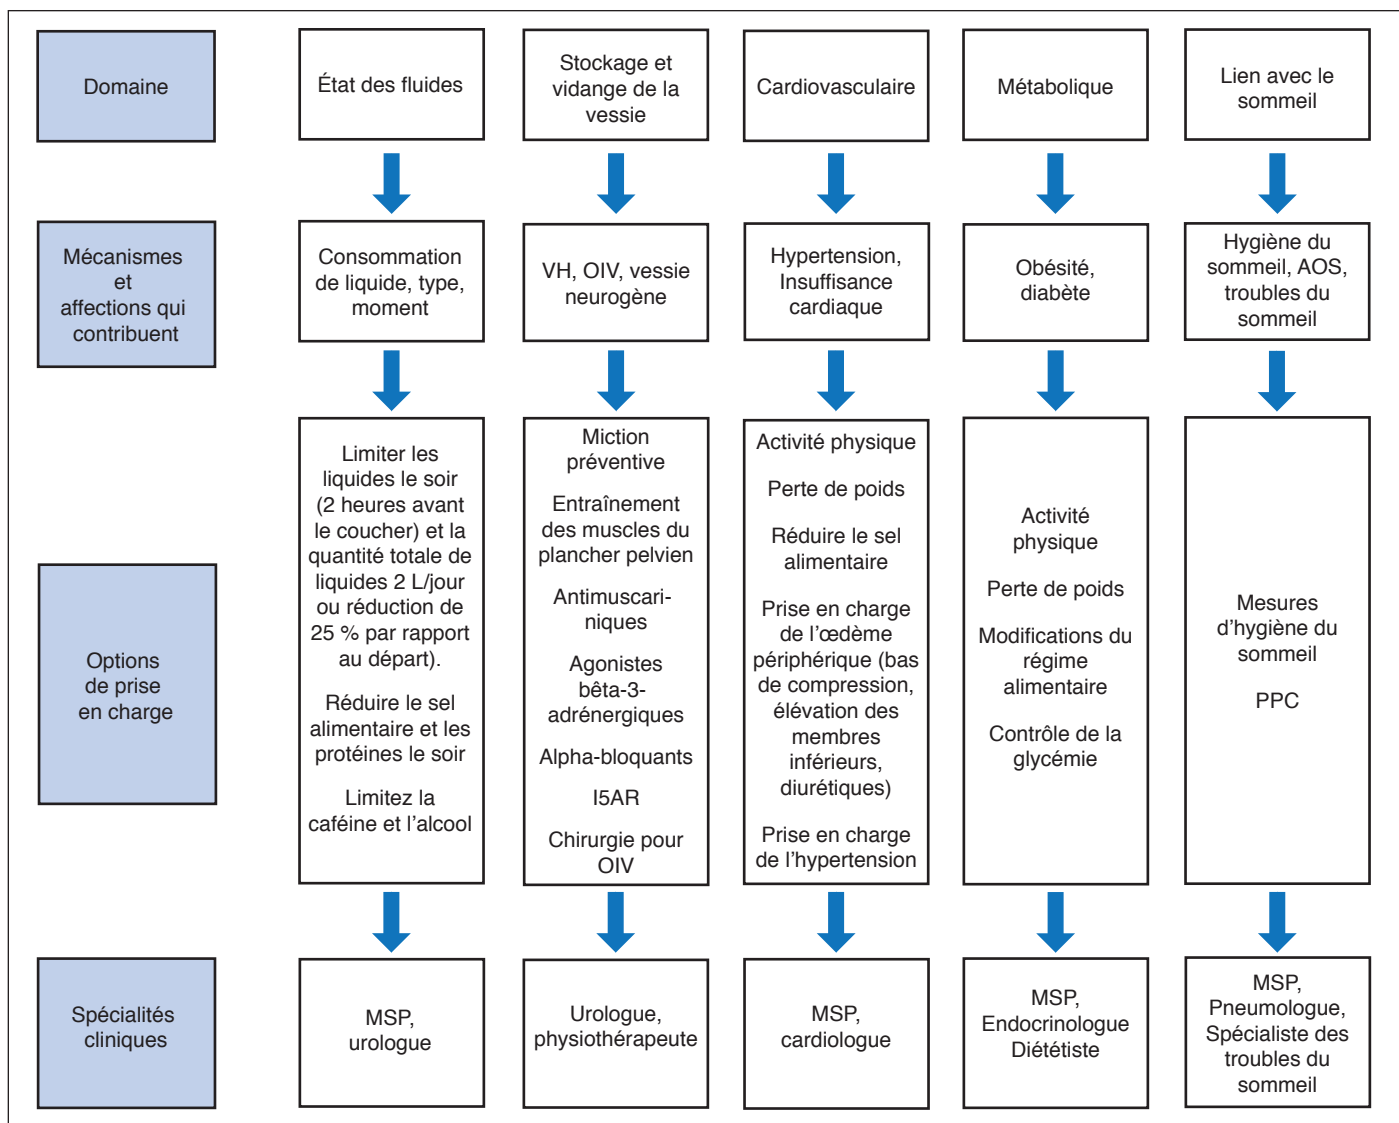 Domaine
État des fluides
Stockage et
vidange de la
vessie
Cardiovasculaire
Métabolique
Lien avec le
sommeil
Mécanismes
et
affections qui
contribuent
Consommation
de liquide, type,
moment
VH, OIV, vessie
neurogène
Hypertension,
Insuffisance
cardiaque
Obésité,
diabète
Hygiène du
sommeil, AOS,
troubles du
sommeil
Options
de prise
en charge
Limiter les
liquides le soir
(2 heures avant
le coucher) et la
quantité totale de
liquides 2 L/jour
ou réduction de
25 % par rapport
au départ).
Réduire le sel
alimentaire et les
protéines le soir
Limitez la
caféine et l'alcool
Miction
préventive
Entraînement
des muscles du
plancher pelvien
Antimuscari-
niques
Agonistes
bêta-3-
adrénergiques
Alpha-bloquants
I5AR
Chirurgie pour
OIV
Activité physique
Perte de poids
Réduire le sel
alimentaire
Prise en charge
de l'œdème
périphérique (bas
de compression,
élévation des
membres
inférieurs,
diurétiques)
Prise en charge
de l'hypertension
Activité
physique
Perte de poids
Modifications du
régime
alimentaire
Contrôle de la
glycémie
Mesures
d'hygiène du
sommeil
PPC
Spécialités
cliniques
MSP,
urologue
Urologue,
physiothérapeute
MSP,
cardiologue
MSP,
Endocrinologue
Diététiste
MSP,
Pneumologue,
Spécialiste des
troubles du
sommeil